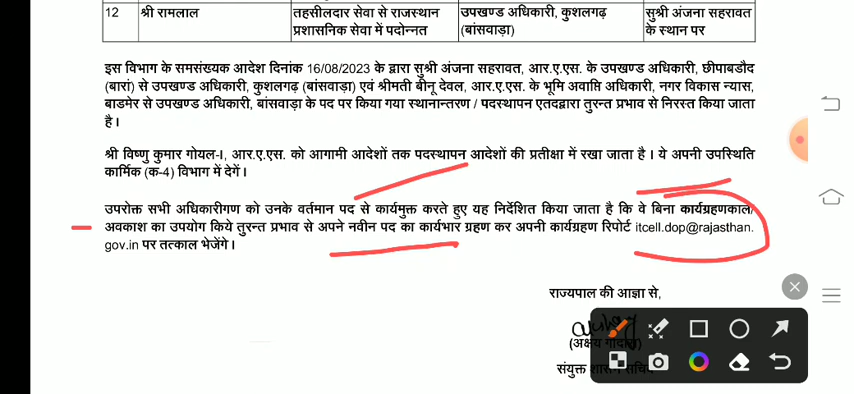 12 श्री रामलाल तहसीलदार सेवा से राजस्थान उपखण्ड अधिकारी, कुशलगढ़ सुश्री अंजना सहरावत
प्रशासनिक सेवा में पदोन्नत (बांसवाड़ा) के स्थान पर
इस विभाग के समसंख्यक आदेश दिनांक 16/08/2023 के द्वारा सुश्री अंजना सहरावत, आर.ए.एस. के उपखण्ड अधिकारी, छीपाबडौद
(बारां) से उपखण्ड अधिकारी, कुशलगढ़ (बांसवाड़ा) एवं श्रीमती बीनू देवल, आर.ए.एस. के भूमि अवाप्ति अधिकारी, नगर विकास न्यास,
बाडमेर से उपखण्ड अधिकारी, बांसवाड़ा के पद पर किया गया स्थानान्तरण / पदस्थापन एतदद्वारा तुरन्त प्रभाव से निरस्त किया जाता
है।
श्री विष्णु कुमार गोयल-I, आर.ए.एस. को आगामी आदेशों तक पदस्थापन आदेशों की प्रतीक्षा में रखा जाता है। ये अपनी उपस्थिति
कार्मिक (क-4) विभाग में देगें।
उपरोक्त सभी अधिकारीगण को उनके वर्तमान पद से कार्यमुक्त करते हुए यह निर्देशित किया जाता है कि वे बिना कार्यग्रहणकाल/
अवकाश का उपयोग किये तुरन्त प्रभाव से अपने नवीन पद का कार्यभार ग्रहण कर अपनी कार्यग्रहण रिपोर्ट itcell.dop@rajasthan.
gov.in पर तत्काल भेजेंगे।
राज्यपाल की आज्ञा से,
(अक्षय
संयुक्त